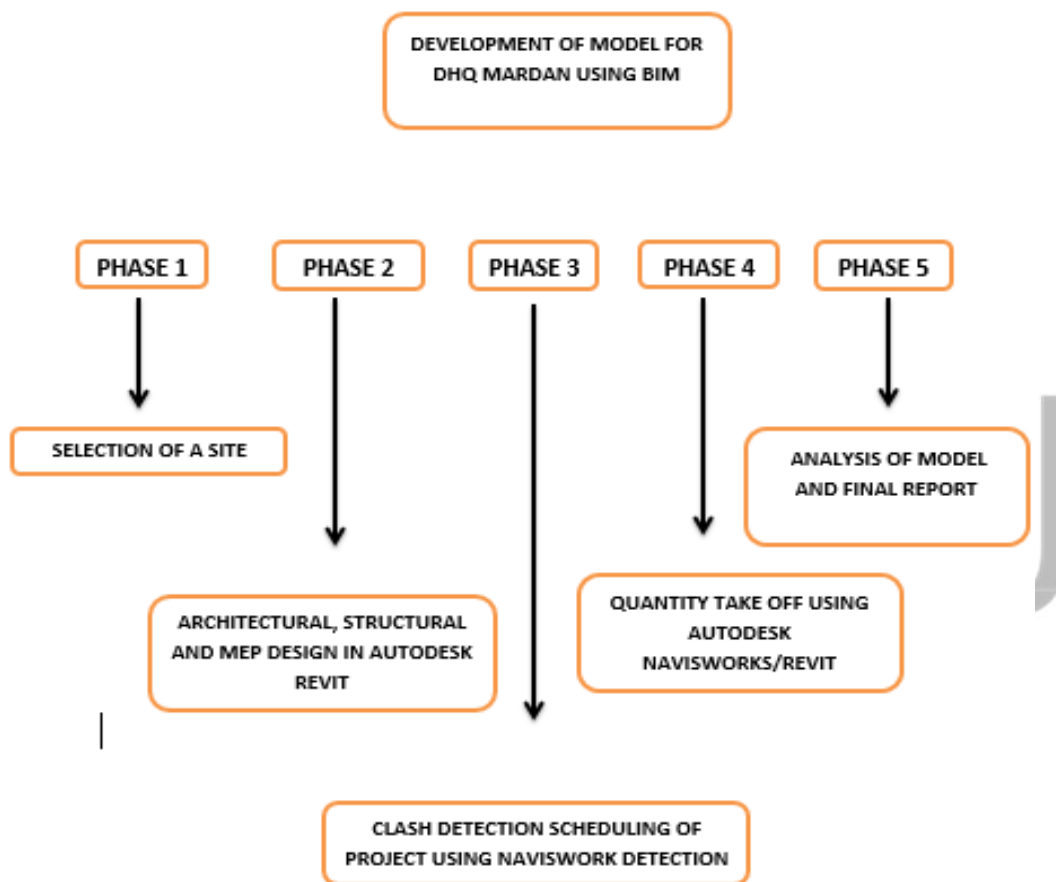 DEVELOPMENT OF MODEL FOR
DHQ MARDAN USING BIM
PHASE 1
PHASE 2
PHASE 3
PHASE 4
PHASE 5
SELECTION OF A SITE
ANALYSIS OF MODEL
AND FINAL REPORT
ARCHITECTURAL, STRUCTURAL
AND MEP DESIGN IN AUTODESK
REVIT
QUANTITY TAKE OFF USING
AUTODESK
NAVISWORKS/REVIT
CLASH DETECTION SCHEDULING OF
PROJECT USING NAVISWORK DETECTION